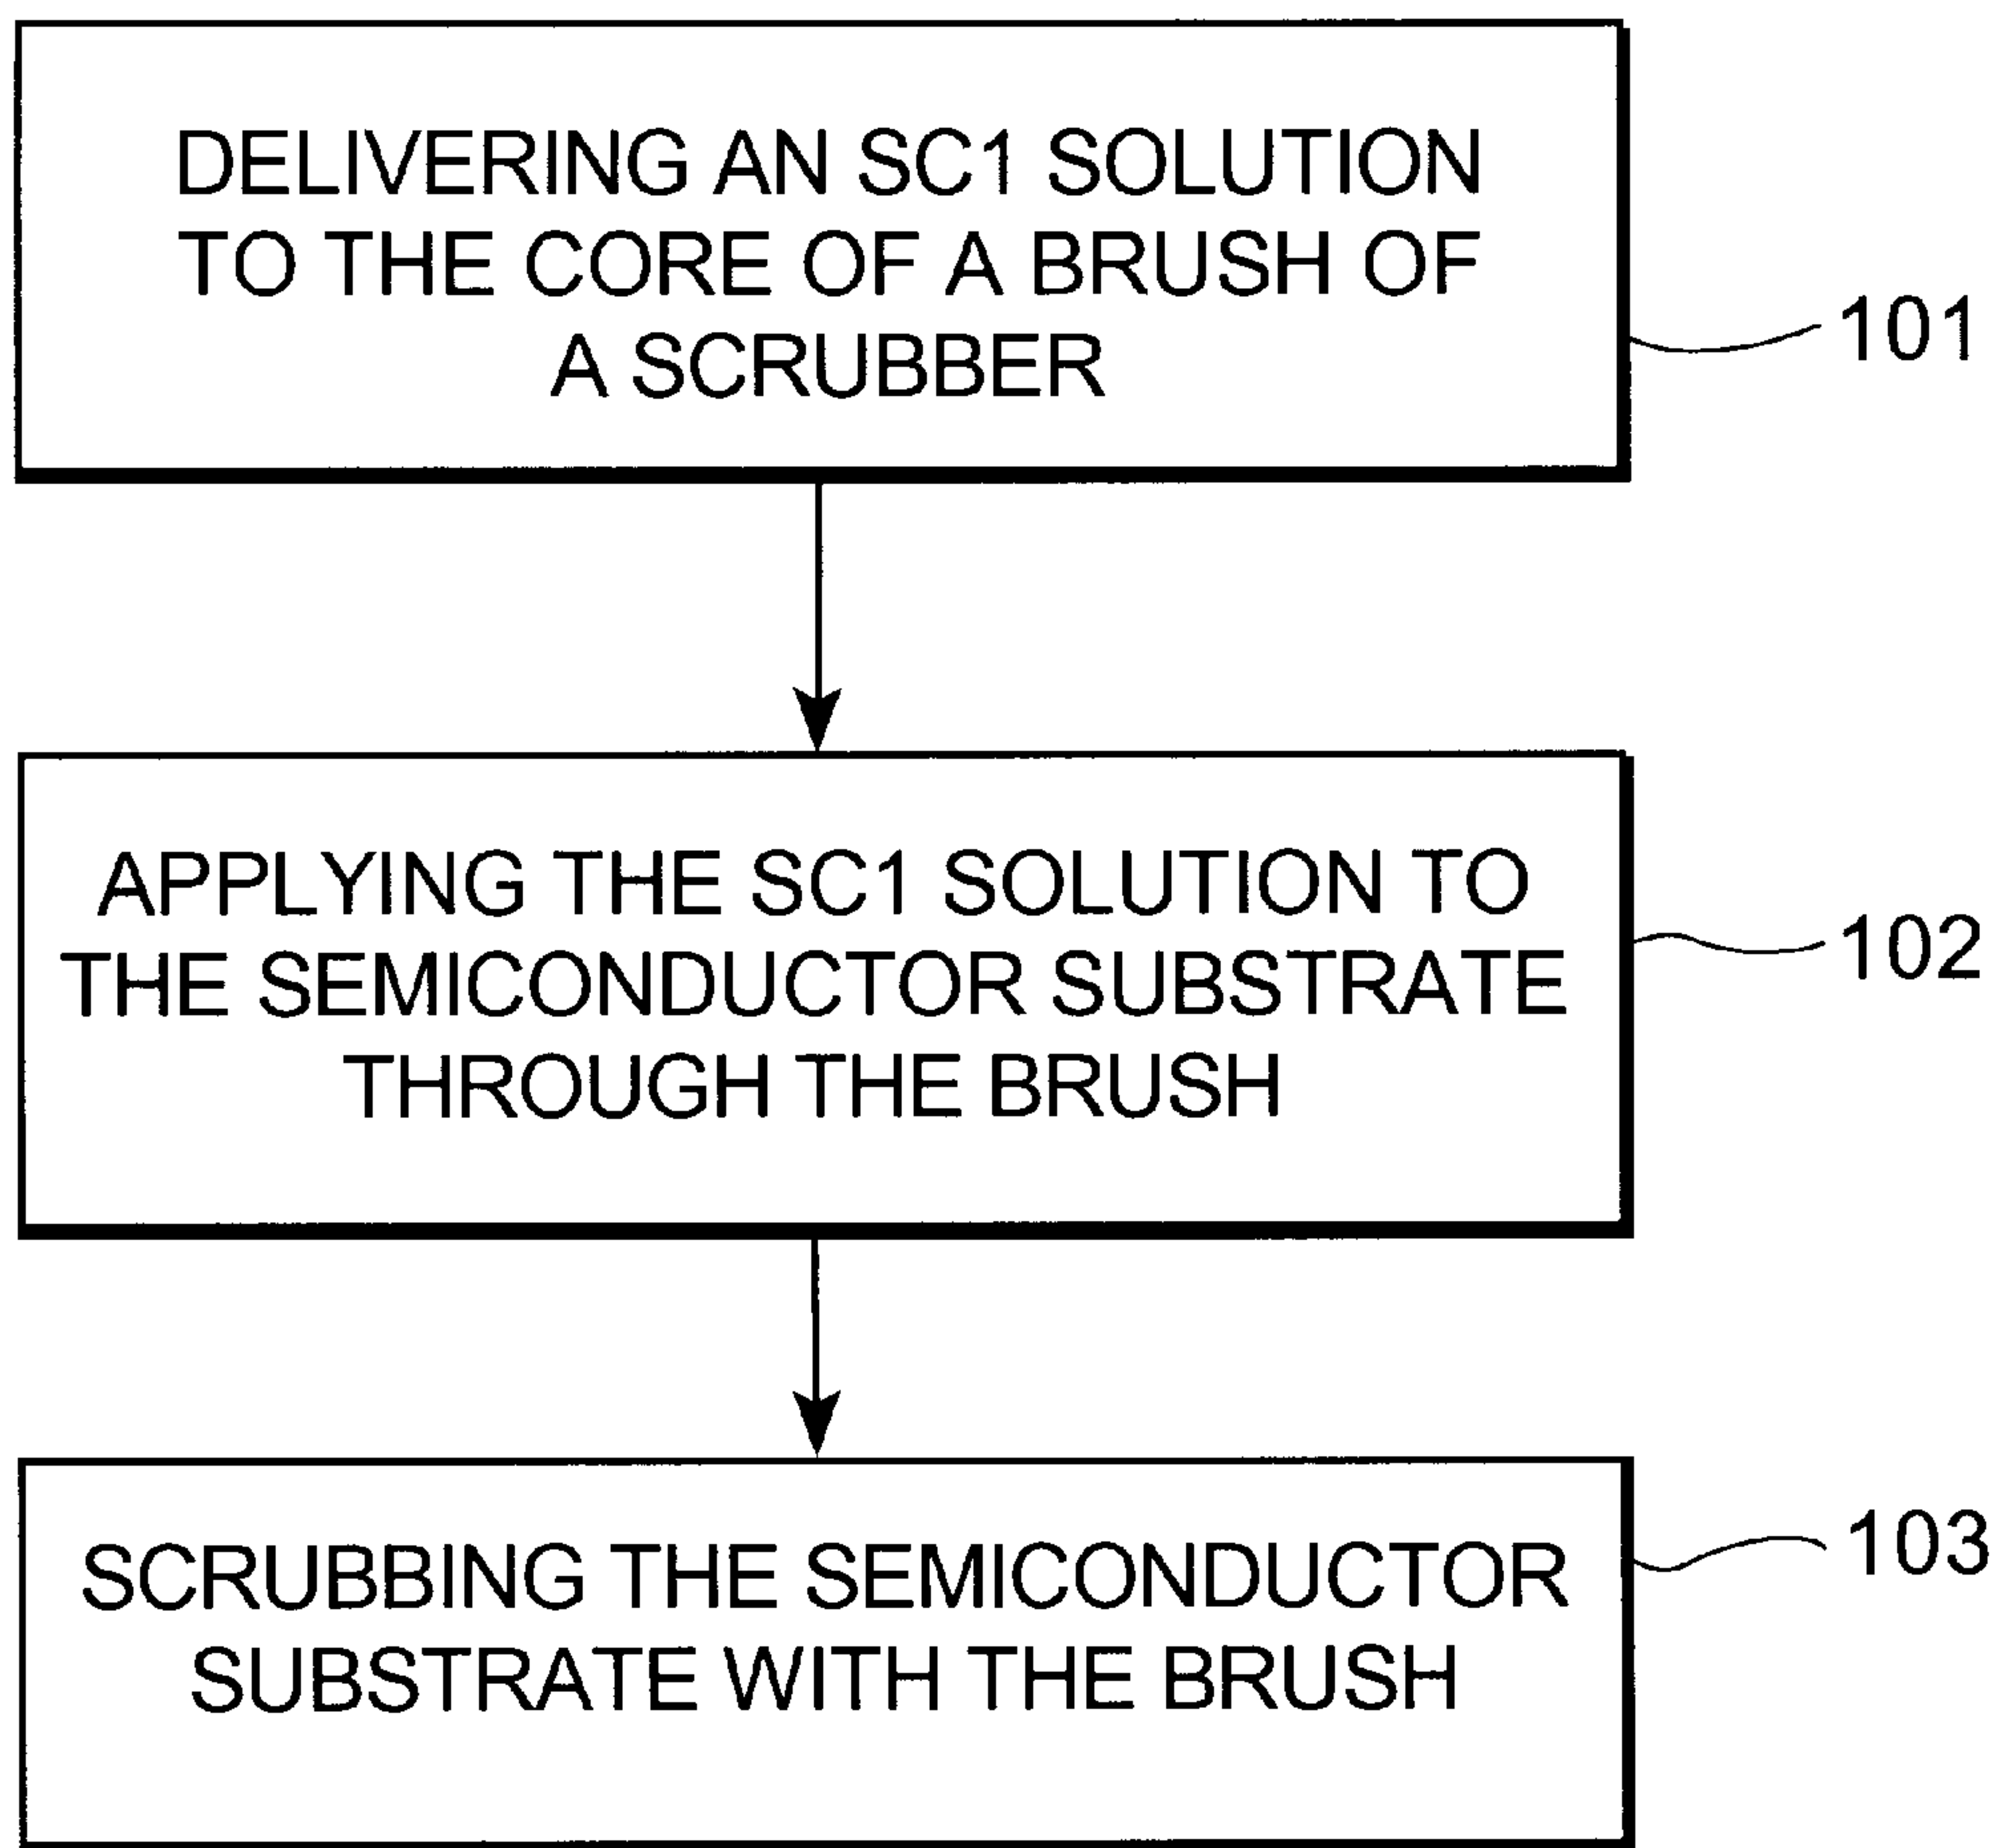 DELIVERING AN SC1 SOLUTION
TO THE CORE OF A BRUSH OF
A SCRUBBER
101
APPLYING THE SC1 SOLUTION TO
THE SEMICONDUCTOR SUBSTRATE
THROUGH THE BRUSH
102
SCRUBBING THE SEMICONDUCTOR
SUBSTRATE WITH THE BRUSH
103